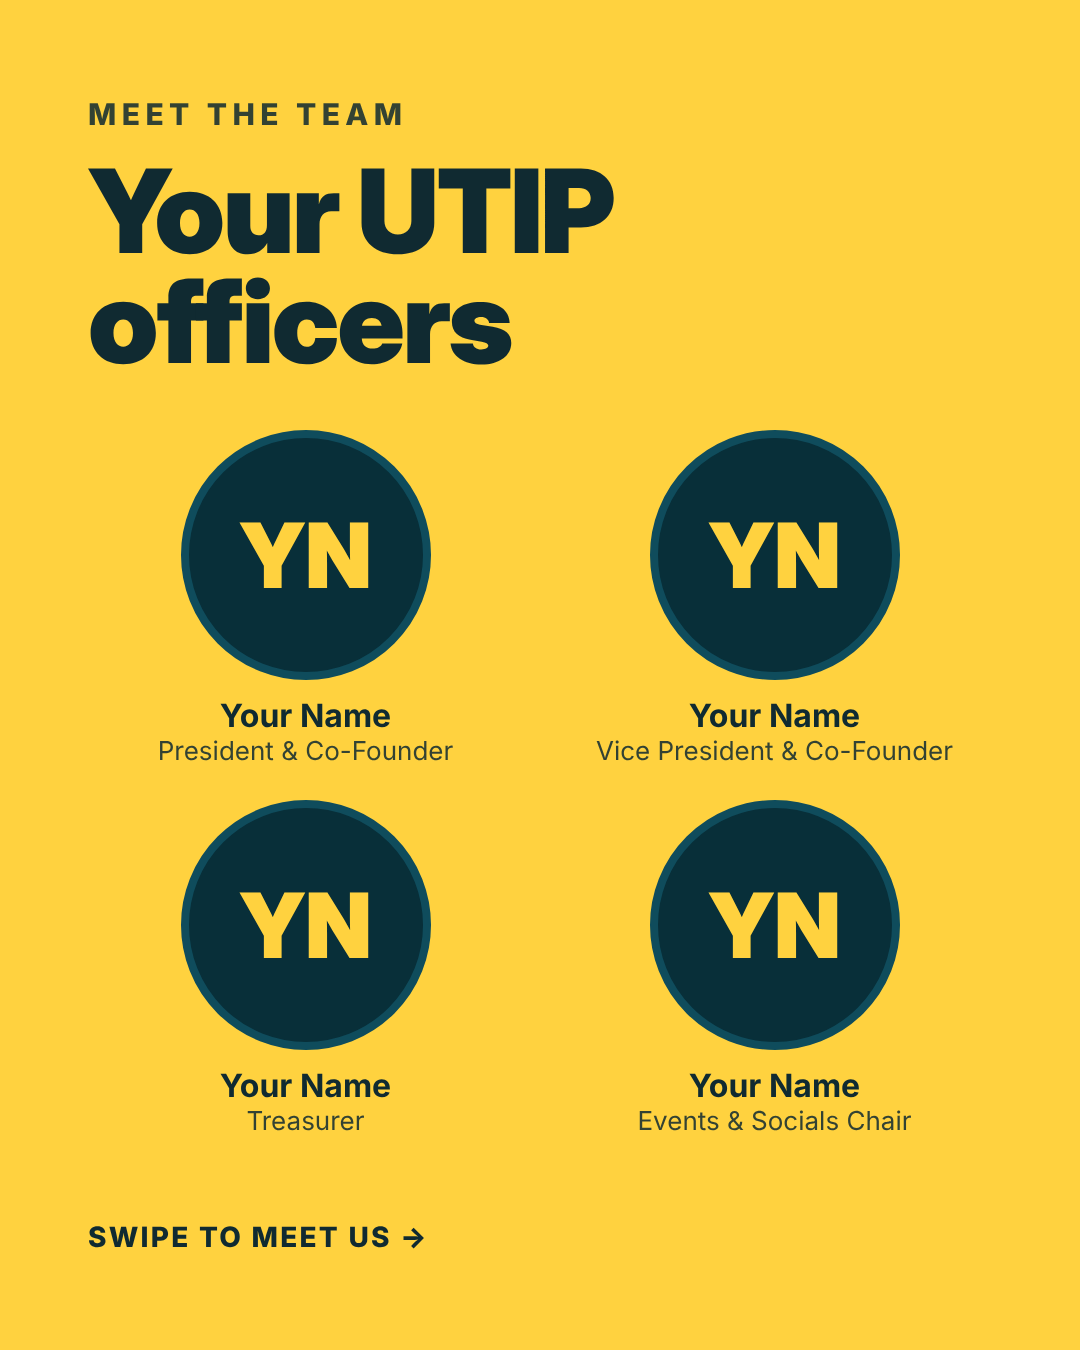 MEET THE TEAM
Your UTIP
officers
YN
YN
Your Name
President & Co-Founder
Your Name
Vice President & Co-Founder
YN
YN
Your Name
Treasurer
Your Name
Events & Socials Chair
SWIPE TO MEET US →